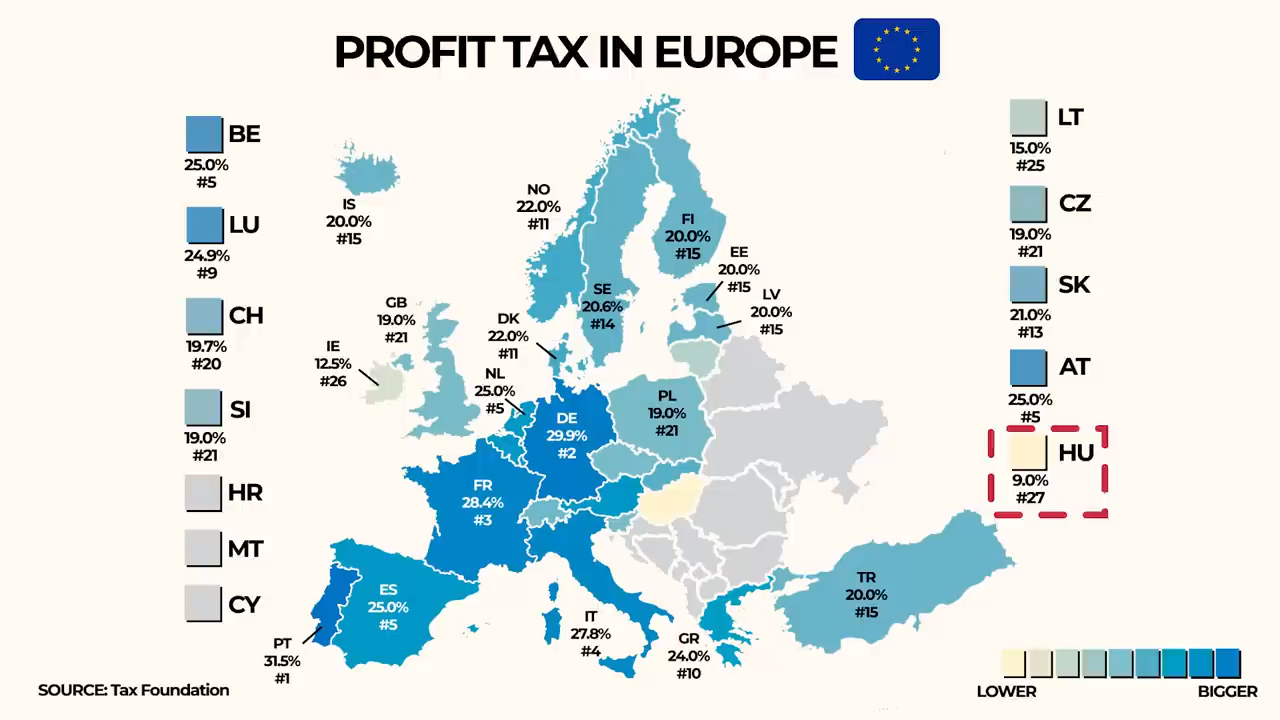 PROFIT TAX IN EUROPE
BE
25.0%
#5
LU
24.9%
#9
CH
19.7%
#20
SI
19.0%
#21
HR
MT
CY
IS
20.0%
#15
NO
22.0%
#11
FI
20.0%
#15
EE
20.0%
#15
SE
20.6%
#14
LV
20.0%
#15
GB
19.0%
#21
DK
22.0%
#11
IE
12.5%
#26
NL
25.0%
#5
DE
29.9%
#2
PL
19.0%
#21
FR
28.4%
#3
ES
25.0%
#5
PT
31.5%
#1
IT
27.8%
#4
GR
24.0%
#10
TR
20.0%
#15
LT
15.0%
#25
CZ
19.0%
#21
SK
21.0%
#13
AT
25.0%
#5
HU
9.0%
#27
SOURCE: Tax Foundation
LOWER
BIGGER